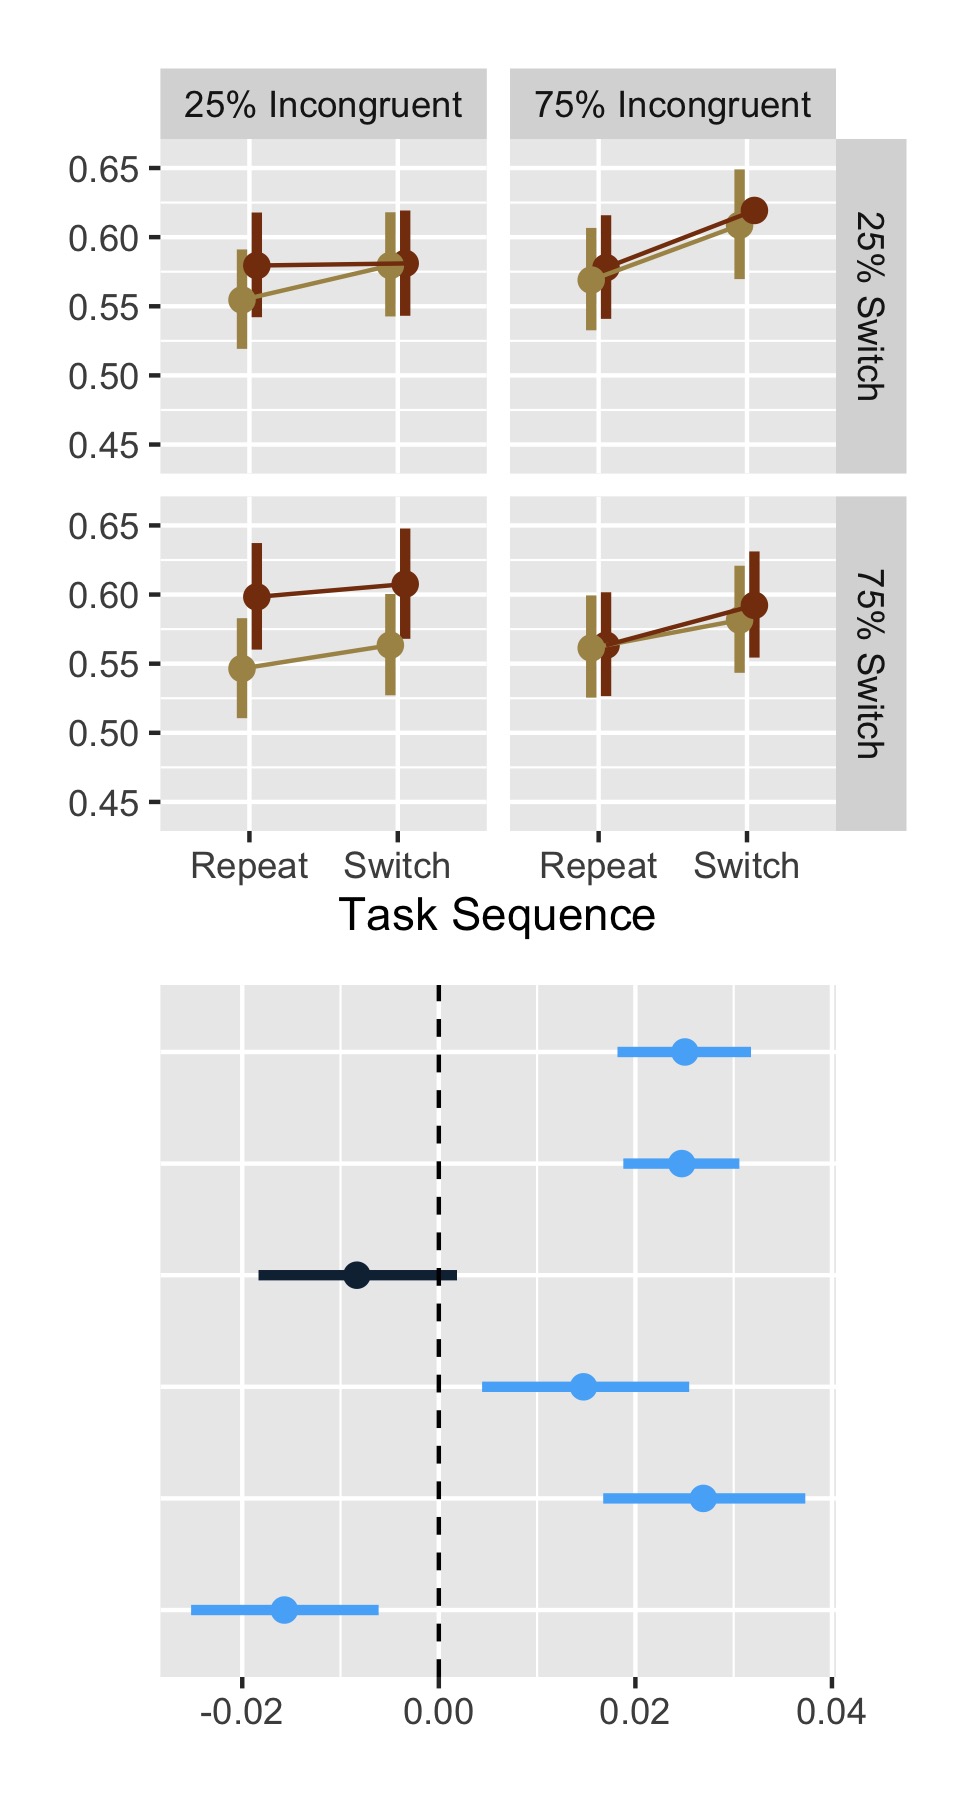 25% Incongruent 75% Incongruent
0.65
0.60
0.55
0.50
0.45
25% Switch
0.65
0.60
0.55
0.50
0.45
75% Switch
Repeat Switch Repeat Switch
Task Sequence
-0.02 0.00 0.02 0.04